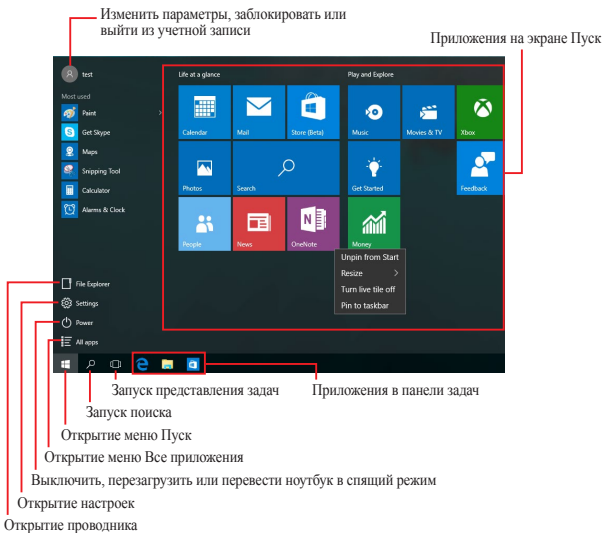 Изменить параметры, заблокировать или
выйти из учетной записи
Приложения на экране Пуск
test
Life at a glance
Play and Explore
Most used
Paint
Get Skype
Maps
Snipping Tool
Calculator
Alarms & Clock
Calendar
Mail
Store (Beta)
Music
Movies & TV
Xbox
Photos
Search
Get Started
Feedback
People
News
OneNote
Money
Unpin from Start
Resize
Turn live tile off
Pin to taskbar
File Explorer
Settings
Power
All apps
Запуск представления задач
Приложения в панели задач
Запуск поиска
Открытие меню Пуск
Открытие меню Все приложения
Выключить, перезагрузить или перевести ноутбук в спящий режим
Открытие настроек
Открытие проводника